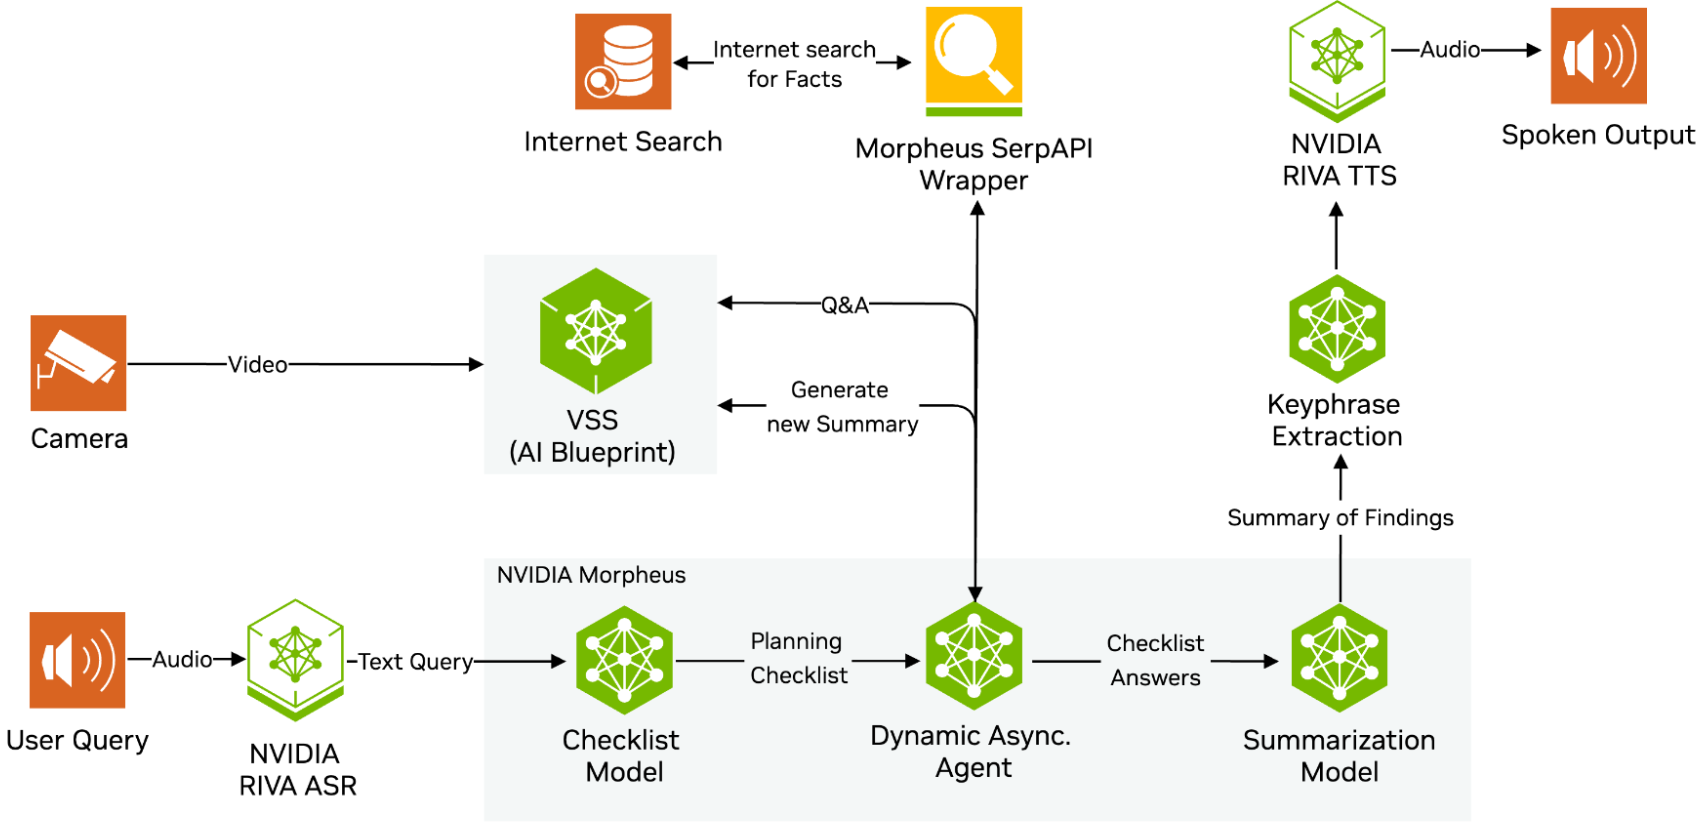 Internet search
for Facts
Audio
Internet Search
Morpheus SerpAPI
Wrapper
NVIDIA
RIVA TTS
Spoken Output
Q&A
Video
Generate
new Summary
VSS
(AI Blueprint)
Camera
Keyphrase
Extraction
Summary of Findings
NVIDIA Morpheus
Audio
Text Query
Planning
Checklist
Checklist
Answers
User Query
NVIDIA
RIVA ASR
Checklist
Model
Dynamic Async.
Agent
Summarization
Model